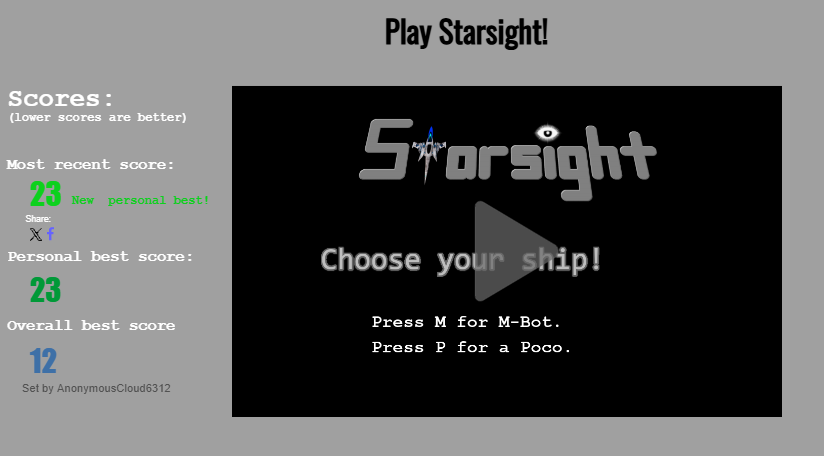 Play Starsight!
Scores:
(lower scores are better)
Most recent score:
23 New personal best!
Share:
Personal best score:
23
Overall best score
12
Set by AnonymousCloud6312
Starsight
Choose your ship!
Press M for M-Bot.
Press P for a Poco.